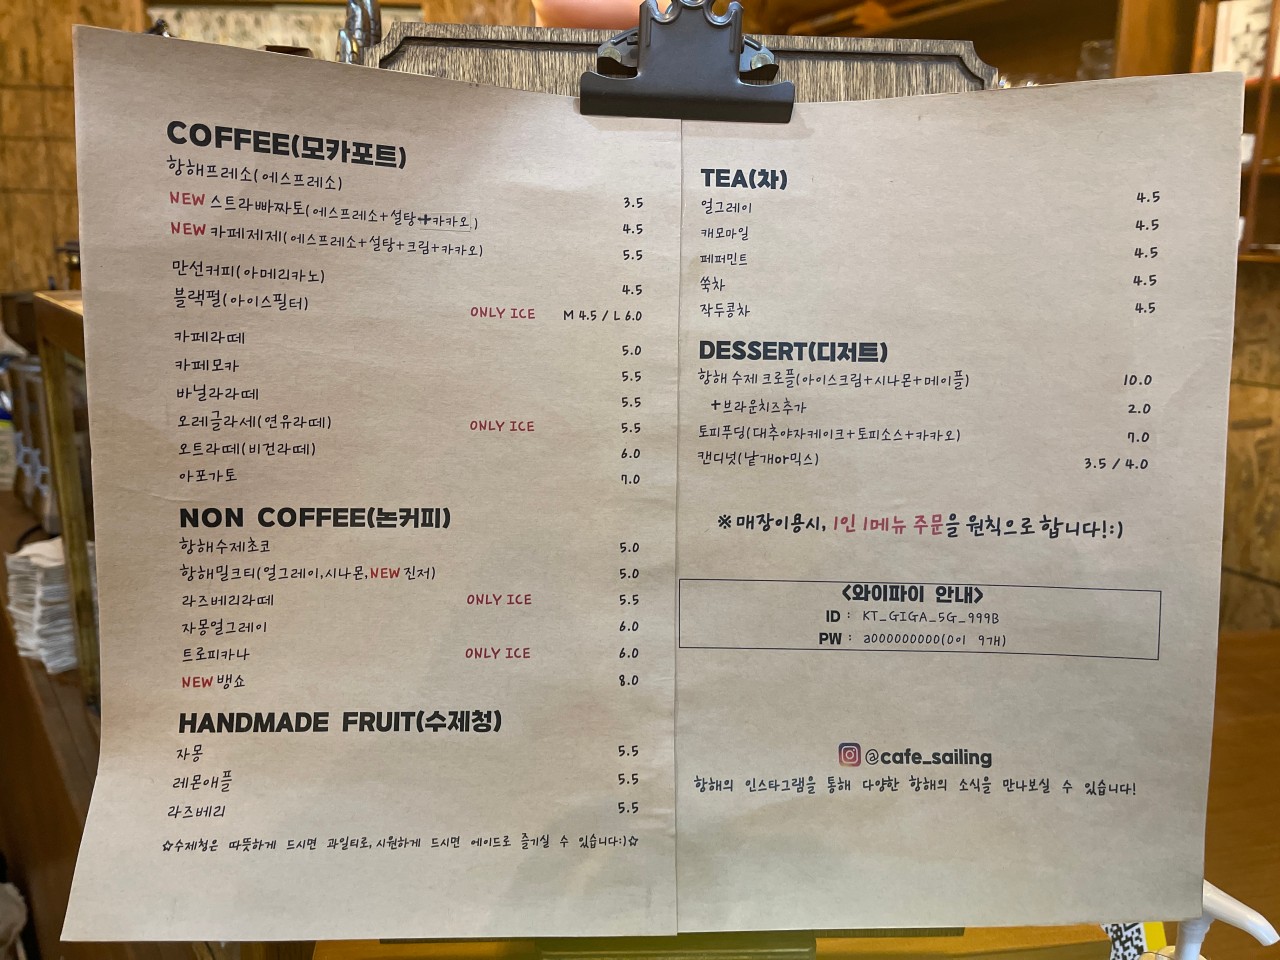 COFFEE(모카포트)
항해프레소(에스프레소) 3.5
NEW 스트라빠짜토(에스프레소+설탕+카카오) 4.5
NEW 카페제제(에스프레소+설탕+크림+카카오) 5.5
만선커피(아메리카노) 4.5
블랙펄(아이스필터) ONLY ICE M 4.5 / L 6.0
카페라떼 5.0
카페모카 5.5
바닐라라떼 5.5
오레글라세(연유라떼) ONLY ICE 5.5
오트라떼(비건라떼) 6.0
아포가토 7.0
NON COFFEE(논커피)
항해수제초코 5.0
항해밀크티(얼그레이,시나몬,NEW 진저) 5.0
라즈베리라떼 ONLY ICE 5.5
자몽얼그레이 6.0
트로피카나 ONLY ICE 6.0
NEW 뱅쇼 8.0
HANDMADE FRUIT(수제청)
자몽 5.5
레몬애플 5.5
라즈베리 5.5
☆수제청은 따뜻하게 드시면 과일티로, 시원하게 드시면 에이드로 즐기실 수 있습니다:)☆
TEA(차)
얼그레이 4.5
캐모마일 4.5
페퍼민트 4.5
쑥차 4.5
작두콩차 4.5
DESSERT(디저트)
항해 수제 크로플(아이스크림+시나몬+메이플) 10.0
+브라운치즈추가 2.0
토피푸딩(대추야자케이크+토피소스+카카오) 7.0
캔디넛(낱개or믹스) 3.5 / 4.0
※ 매장이용시, 1인 1메뉴 주문을 원칙으로 합니다!:)
<와이파이 안내>
ID : KT_GIGA_5G_999B
PW : a000000000(0이 9개)
@cafe_sailing
항해의 인스타그램을 통해 다양한 항해의 소식을 만나보실 수 있습니다!